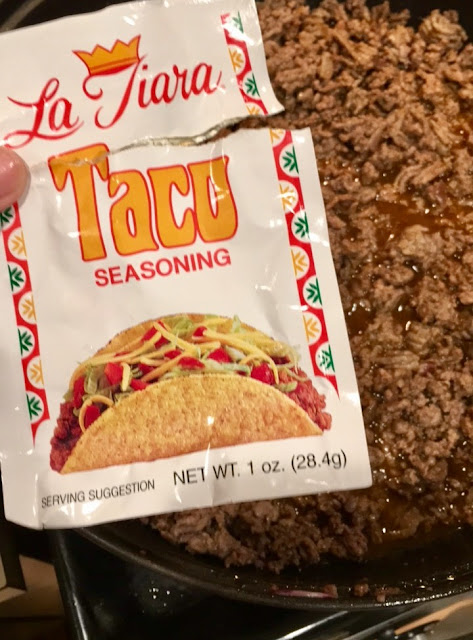 La Tiara
Taco
SEASONING
SERVING SUGGESTION
NET WT. 1 oz. (28.4g)